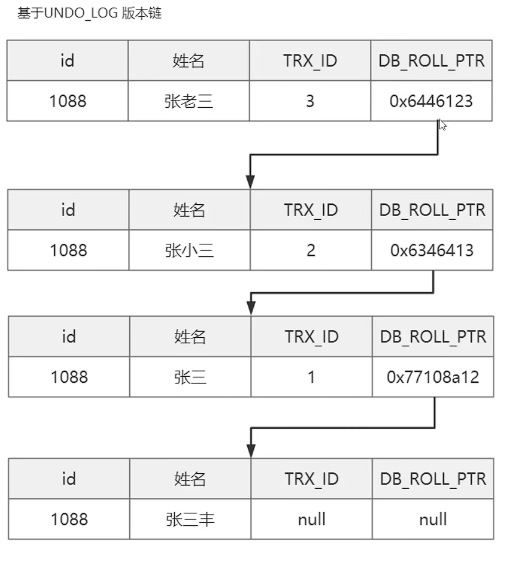 基于UNDO_LOG 版本链
id 姓名 TRX_ID DB_ROLL_PTR
1088 张老三 3 0x6446123
id 姓名 TRX_ID DB_ROLL_PTR
1088 张小三 2 0x6346413
id 姓名 TRX_ID DB_ROLL_PTR
1088 张三 1 0x77108a12
id 姓名 TRX_ID DB_ROLL_PTR
1088 张三丰 null null